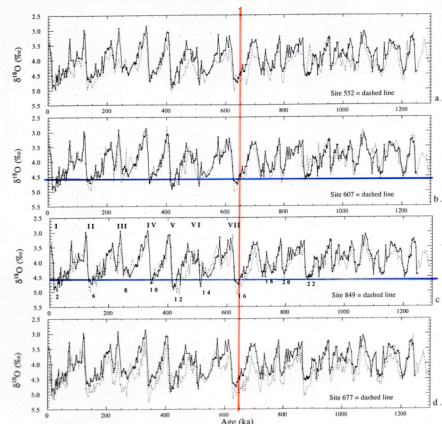 2.5
3.0
3.5
4.0
4.5
5.0
5.5
δ¹⁸O (‰)
Site 552 = dashed line
a.
0 200 400 600 800 1000 1200
2.5
3.0
3.5
4.0
4.5
5.0
5.5
δ¹⁸O (‰)
Site 607 = dashed line
b.
0 200 400 600 800 1000 1200
2.5
3.0
3.5
4.0
4.5
5.0
5.5
δ¹⁸O (‰)
I II III IV V VI VII
2 6 8 10 12 14 16 18 20 22
Site 849 = dashed line
c
0 200 400 600 800 1000 1200
2.5
3.0
3.5
4.0
4.5
5.0
5.5
δ¹⁸O (‰)
Site 677 = dashed line
d.
0 200 400 600 800 1000 1200
Age (ka)